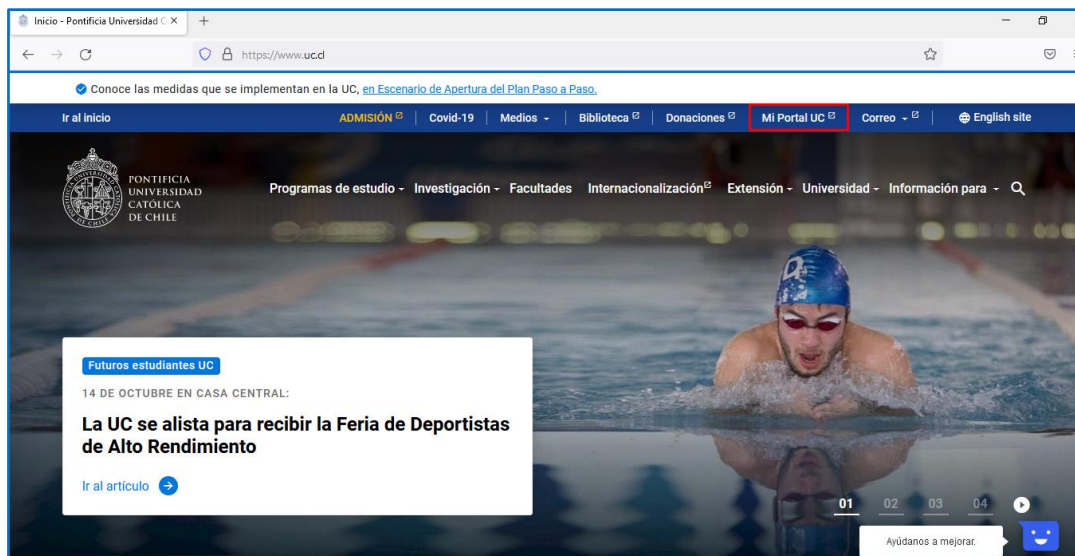 Inicio - Pontificia Universidad C
https://www.uc.cl
Conoce las medidas que se implementan en la UC, en Escenario de Apertura del Plan Paso a Paso.
Ir al inicio ADMISIÓN Covid-19 Medios Biblioteca Donaciones Mi Portal UC Correo English site
PONTIFICIA
UNIVERSIDAD
CATÓLICA
DE CHILE
Programas de estudio Investigación Facultades Internacionalización Extensión Universidad Información para
Futuros estudiantes UC
14 DE OCTUBRE EN CASA CENTRAL:
La UC se alista para recibir la Feria de Deportistas
de Alto Rendimiento
Ir al artículo
01 02 03 04
Ayúdanos a mejorar.